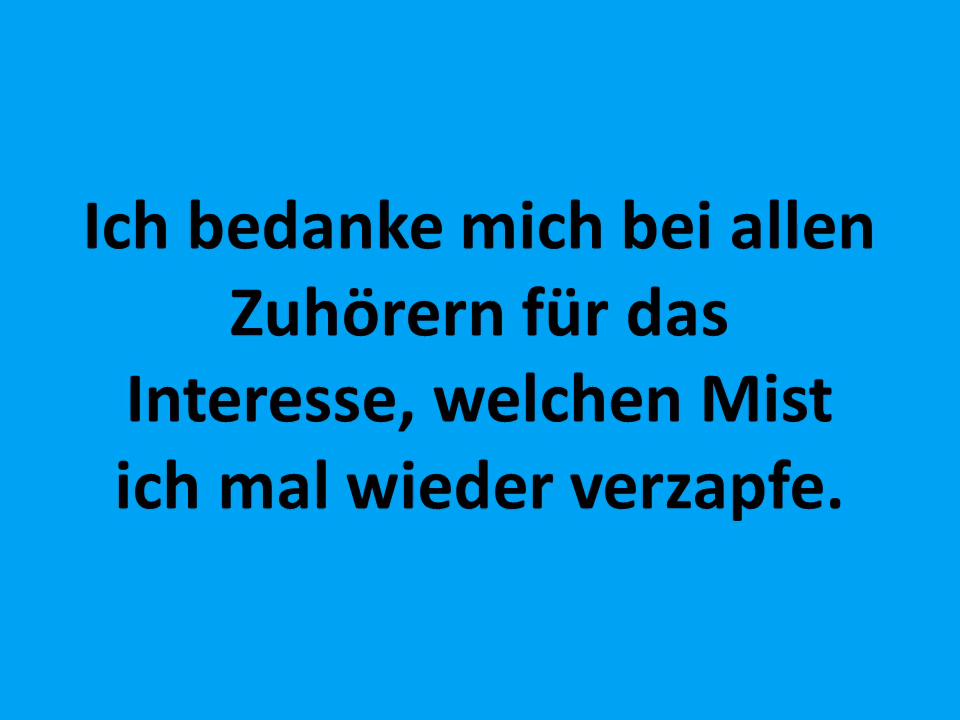 Ich bedanke mich bei allen
Zuhörern für das
Interesse, welchen Mist
ich mal wieder verzapfe.